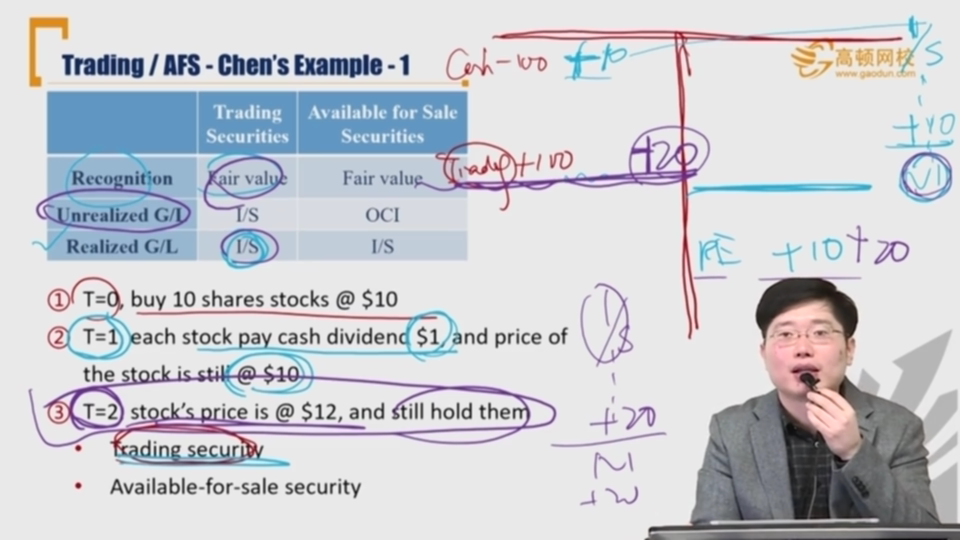 Trading / AFS - Chen's Example - 1
高顿网校
www.gaodun.com
Trading Securities
Available for Sale Securities
Recognition
Fair value
Fair value
Unrealized G/L
I/S
OCI
Realized G/L
I/S
I/S
① T=0, buy 10 shares stocks @ $10
② T=1 each stock pay cash dividend $1, and price of
the stock is still @ $10
③ T=2 stock's price is @ $12, and still hold them
• Trading security
• Available-for-sale security
Cash -100 +10
+100
+20
I/S
+10
NI
RE +10 +20
I/S
+20
NI
+20